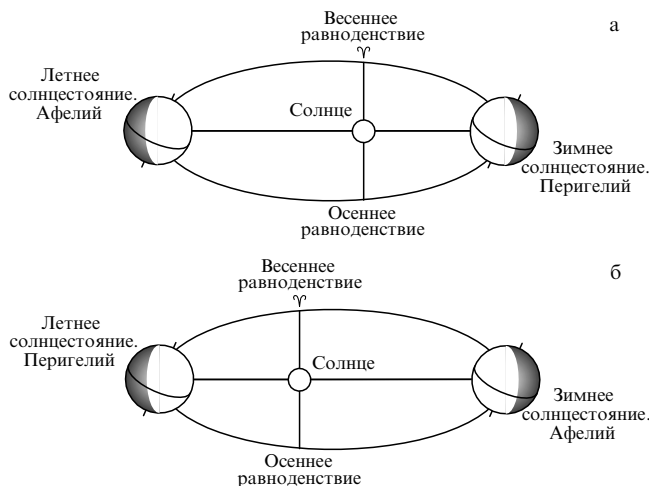 а
Весеннее
равноденствие
♈
Летнее
солнцестояние.
Афелий
Солнце
Зимнее
солнцестояние.
Перигелий
Осеннее
равноденствие
б
Весеннее
равноденствие
♈
Летнее
солнцестояние.
Перигелий
Солнце
Зимнее
солнцестояние.
Афелий
Осеннее
равноденствие